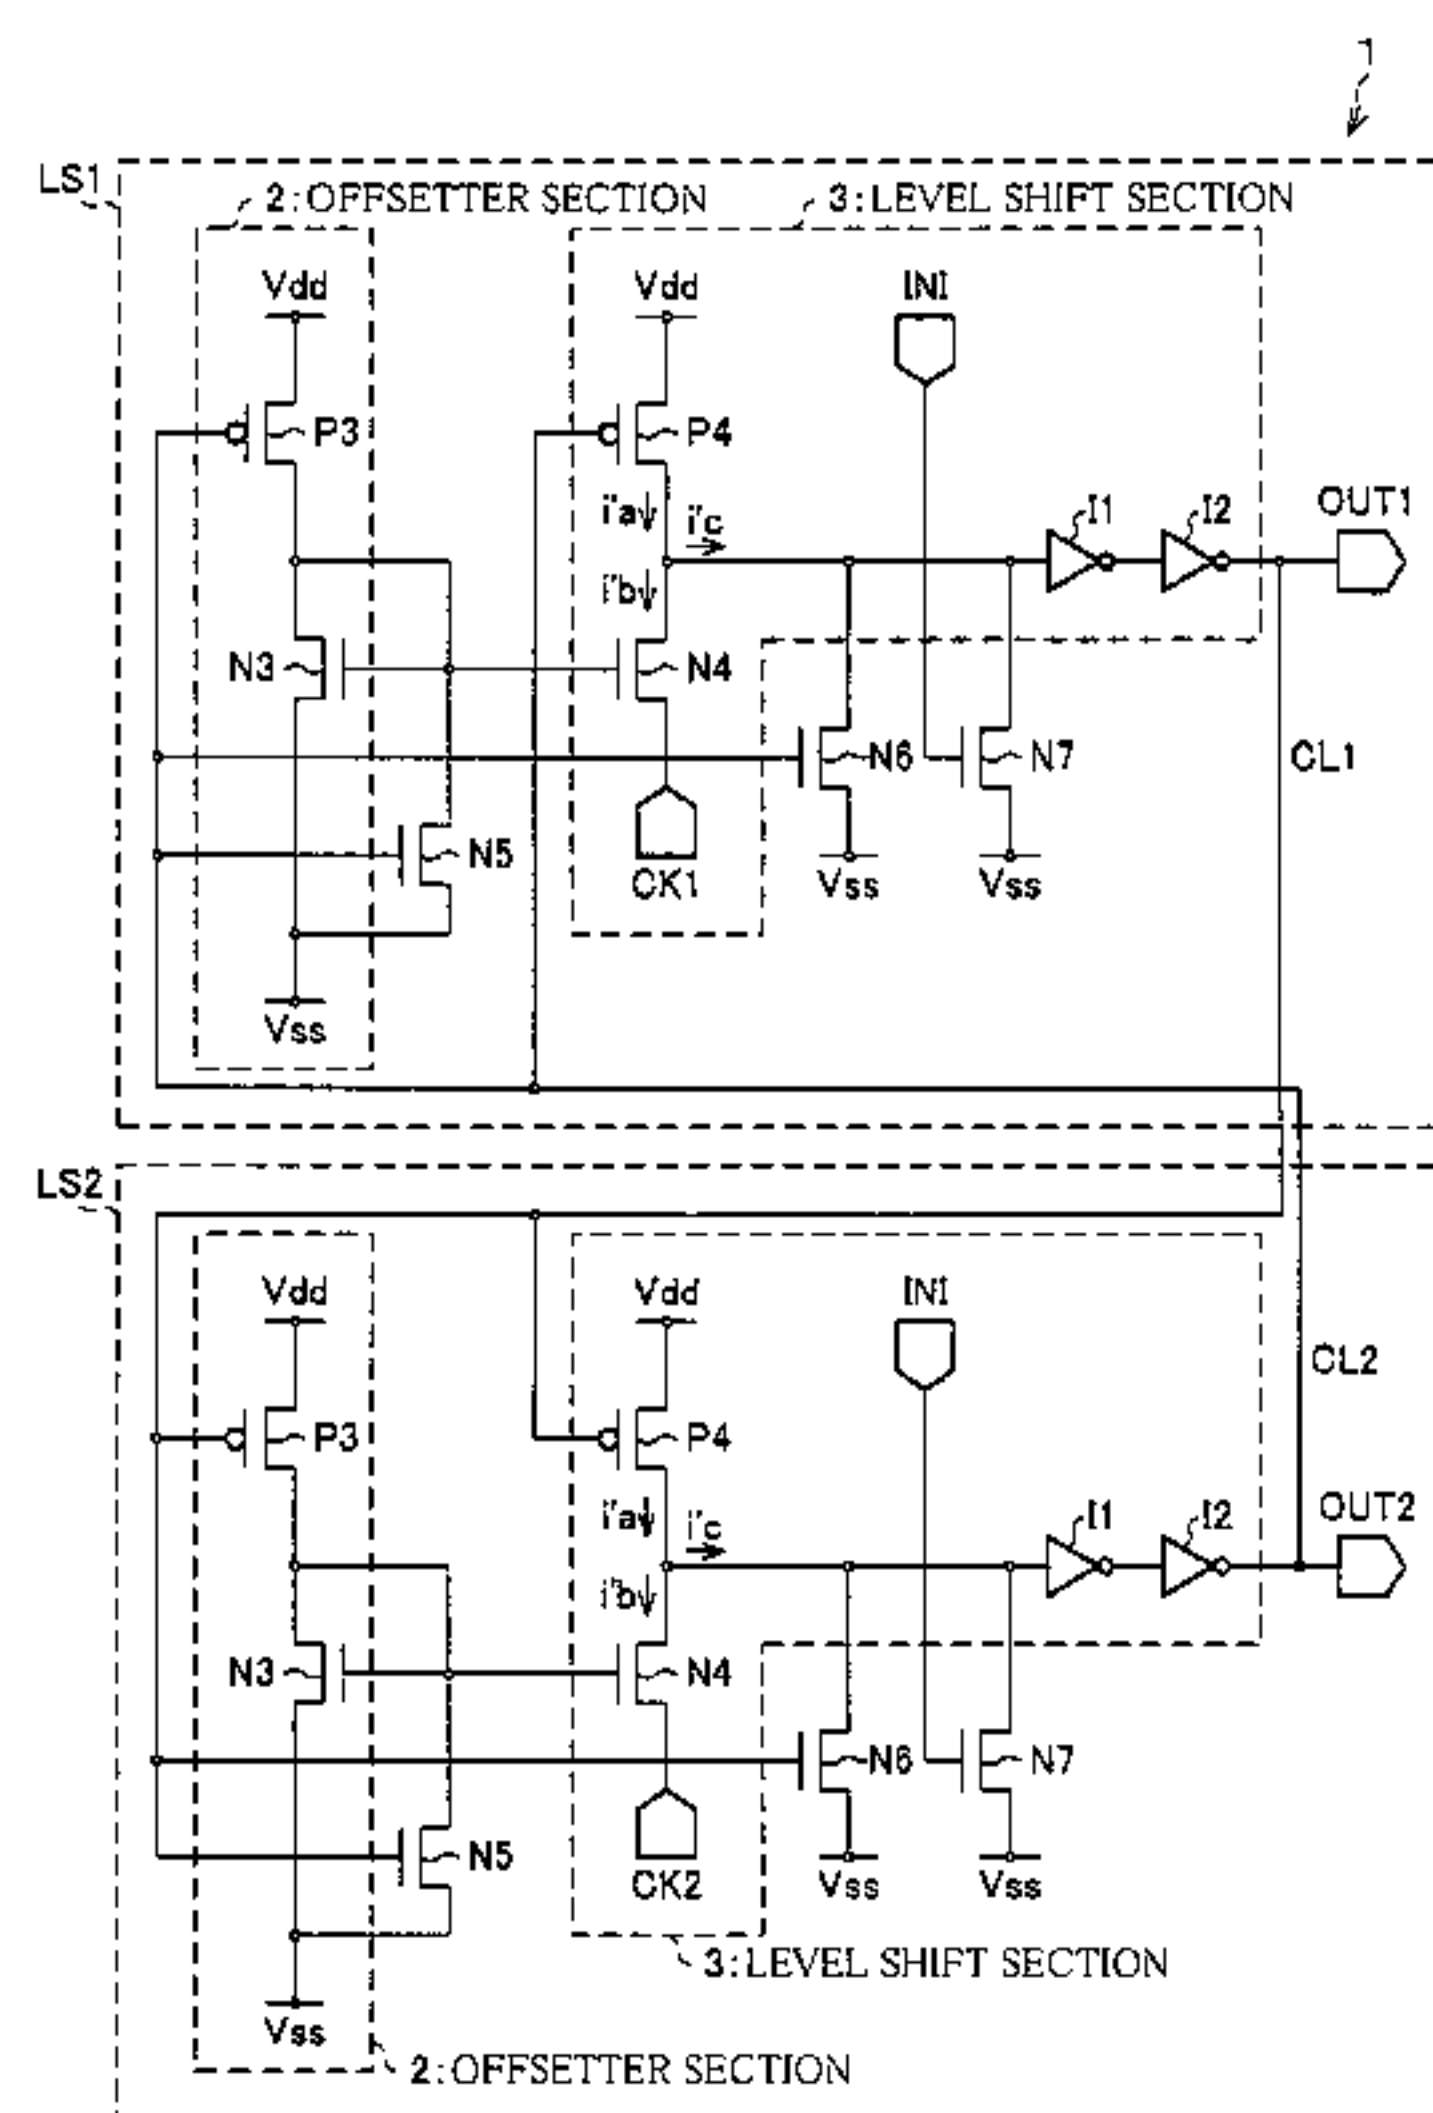 1
LS1
2:OFFSETTER SECTION
3:LEVEL SHIFT SECTION
Vdd
Vdd
INI
P3
P4
i'a
i'c
I1
I2
OUT1
i'b
N3
N4
N6
N7
CL1
N5
CK1
Vss
Vss
Vss
LS2
Vdd
Vdd
INI
CL2
P3
P4
i'a
i'c
I1
I2
OUT2
i'b
N3
N4
N6
N7
N5
CK2
Vss
Vss
3:LEVEL SHIFT SECTION
Vss
2:OFFSETTER SECTION